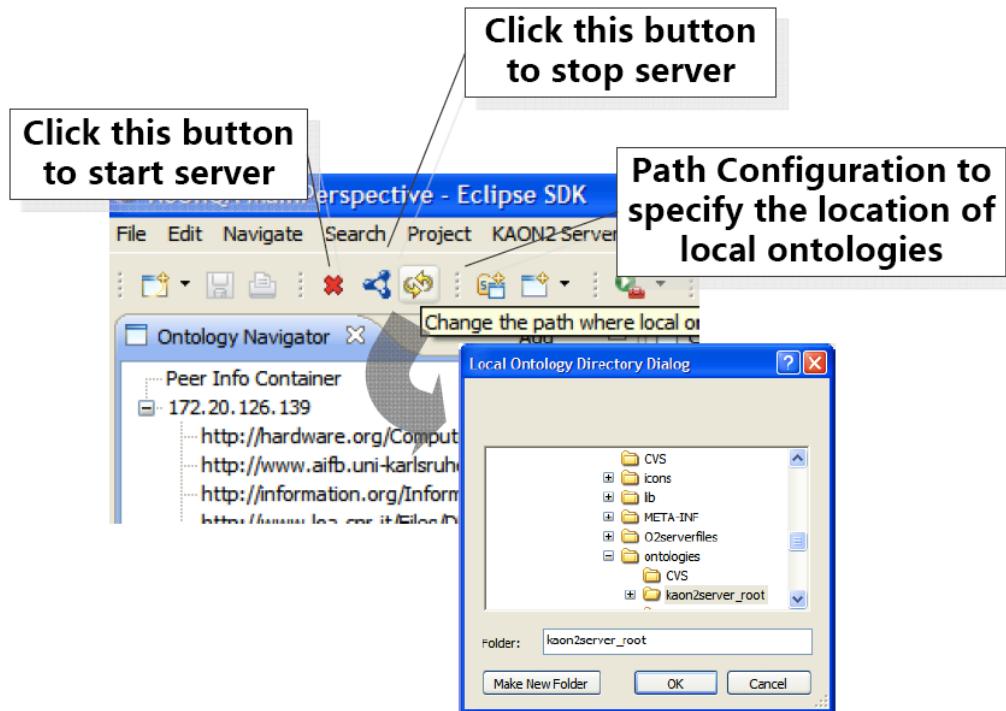 Click this button
to stop server
Click this button
to start server
Path Configuration to
specify the location of
local ontologies
Perspective - Eclipse SDK
File Edit Navigate Search Project KAON2 Server
Change the path where local o
Ontology Navigator
Add
Peer Info Container
172.20.126.139
http://hardware.org/Comput
http://www.aifb.uni-karlsruhe
http://information.org/Inform
Local Ontology Directory Dialog
CVS
icons
lib
META-INF
O2serverfiles
ontologies
CVS
kaon2server_root
Folder: kaon2server_root
Make New Folder OK Cancel